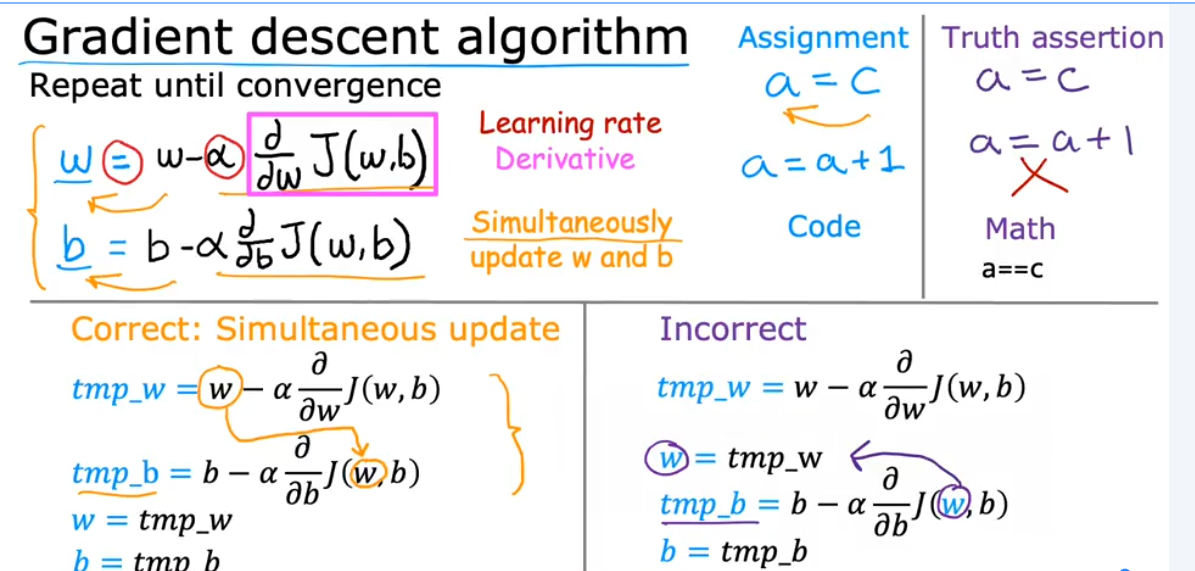 Gradient descent algorithm
Repeat until convergence
w = w-α ∂/∂w J(w,b)
b = b-α ∂/∂b J(w,b)
Learning rate
Derivative
Simultaneously
update w and b
Assignment
a = c
a = a+1
Code
Truth assertion
a = c
a = a+1
Math
a==c
Correct: Simultaneous update
tmp_w = w − α ∂/∂w J(w, b)
tmp_b = b − α ∂/∂b J(w, b)
w = tmp_w
b = tmp_b
Incorrect
tmp_w = w − α ∂/∂w J(w, b)
w = tmp_w
tmp_b = b − α ∂/∂b J(w, b)
b = tmp_b